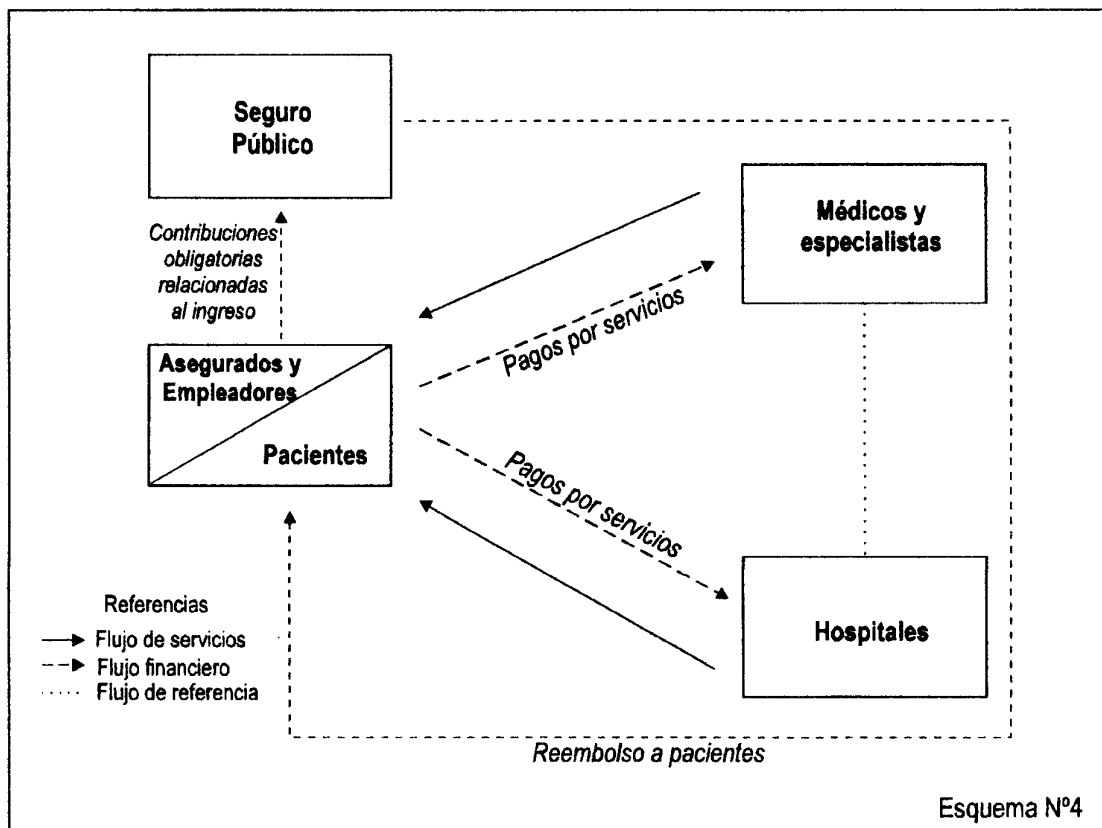 Seguro
Público
Contribuciones
obligatorias
relacionadas
al ingreso
Asegurados y
Empleadores
Pacientes
Médicos y
especialistas
Pagos por servicios
Pagos por servicios
Hospitales
Referencias
Flujo de servicios
Flujo financiero
Flujo de referencia
Reembolso a pacientes
Esquema Nº4